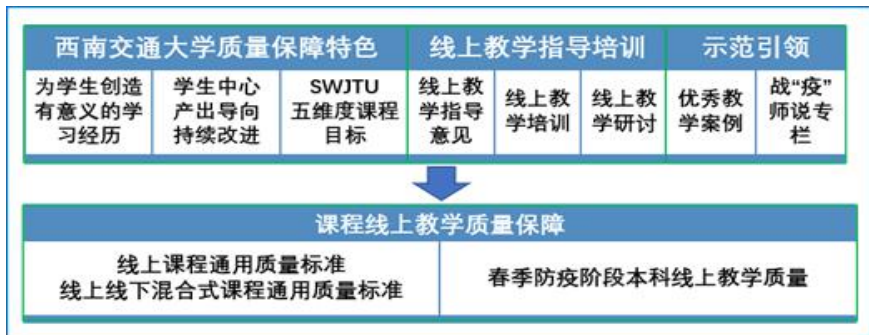 西南交通大学质量保障特色
线上教学指导培训
示范引领
为学生创造
有意义的学
习经历
学生中心
产出导向
持续改进
SWJTU
五维度课程
目标
线上教
学指导
意见
线上教
学培训
线上教
学研讨
优秀教
学案例
战“疫”
师说专
栏
课程线上教学质量保障
线上课程通用质量标准
线上线下混合式课程通用质量标准
春季防疫阶段本科线上教学质量